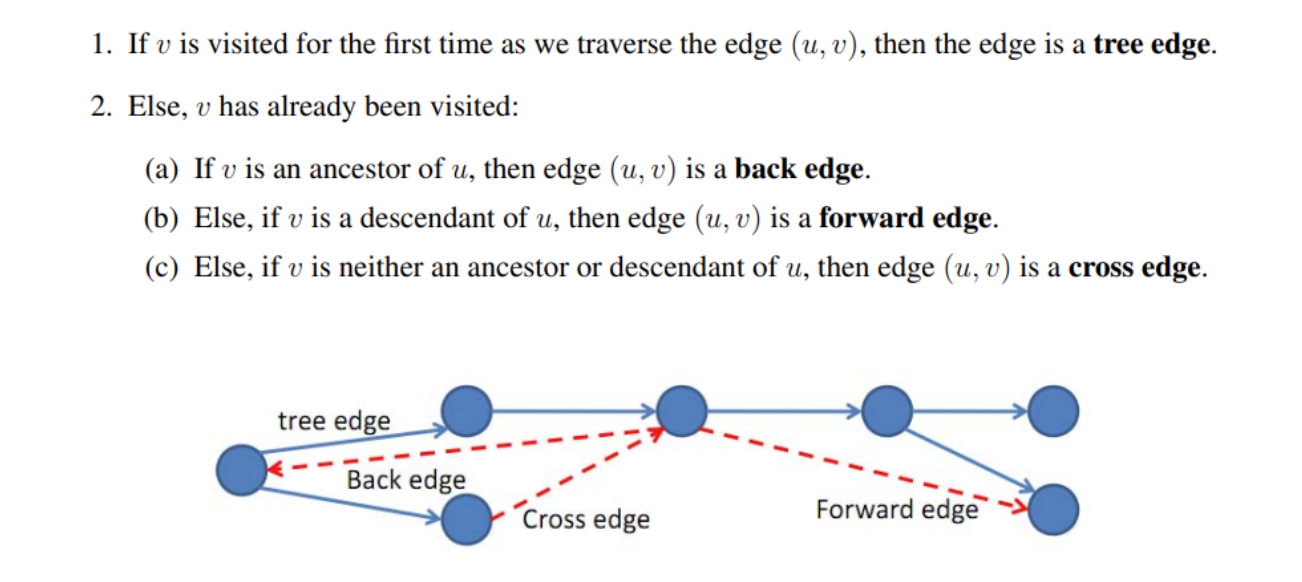 1. If v is visited for the first time as we traverse the edge (u, v), then the edge is a tree edge.
2. Else, v has already been visited:
(a) If v is an ancestor of u, then edge (u, v) is a back edge.
(b) Else, if v is a descendant of u, then edge (u, v) is a forward edge.
(c) Else, if v is neither an ancestor or descendant of u, then edge (u, v) is a cross edge.
tree edge
Back edge
Cross edge
Forward edge